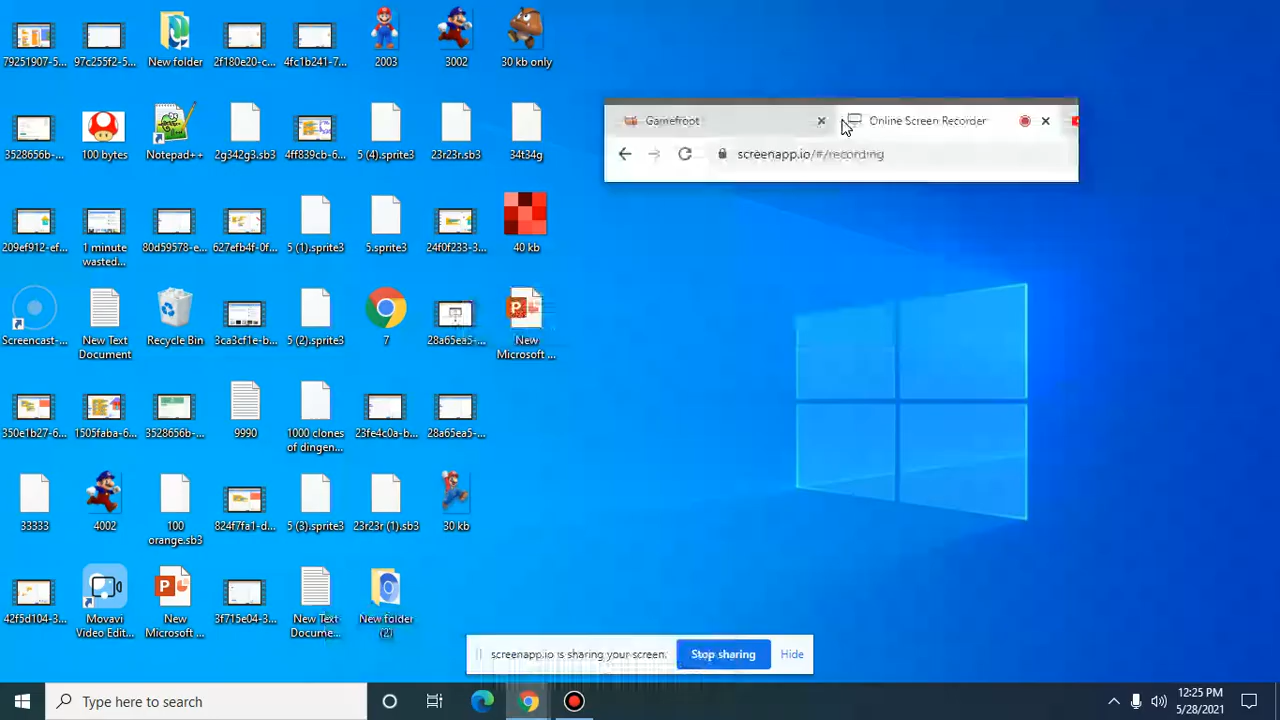 79251907-5...
97c255f2-5...
New folder
2f180e20-c...
4fc1b241-7...
2003
3002
30 kb only
3528656b-...
100 bytes
Notepad++
2g342g3.sb3
4ff839cb-6...
5 (4).sprite3
23r23r.sb3
34t34g
209ef912-ef...
1 minute
wasted...
80d59578-e...
627efb4f-0f...
5 (1).sprite3
5.sprite3
24f0f233-3...
40 kb
Screencast-...
New Text
Document
Recycle Bin
3ca3cf1e-b...
5 (2).sprite3
7
28a65ea5-...
New
Microsoft ...
350e1b27-6...
1505faba-6...
3528656b-...
9990
1000 clones
of dingen...
23fe4c0a-b...
28a65ea5-...
33333
4002
100
orange.sb3
824f7fa1-d...
5 (3).sprite3
23r23r (1).sb3
30 kb
42f5d104-3...
Movavi
Video Edit...
New
Microsoft ...
3f715e04-3...
New Text
Docume...
New folder
(2)
Gamefroot
Online Screen Recorder
screenapp.io/#/recording
screenapp.io is sharing your screen.
Stop sharing
Hide
Type here to search
12:25 PM
5/28/2021